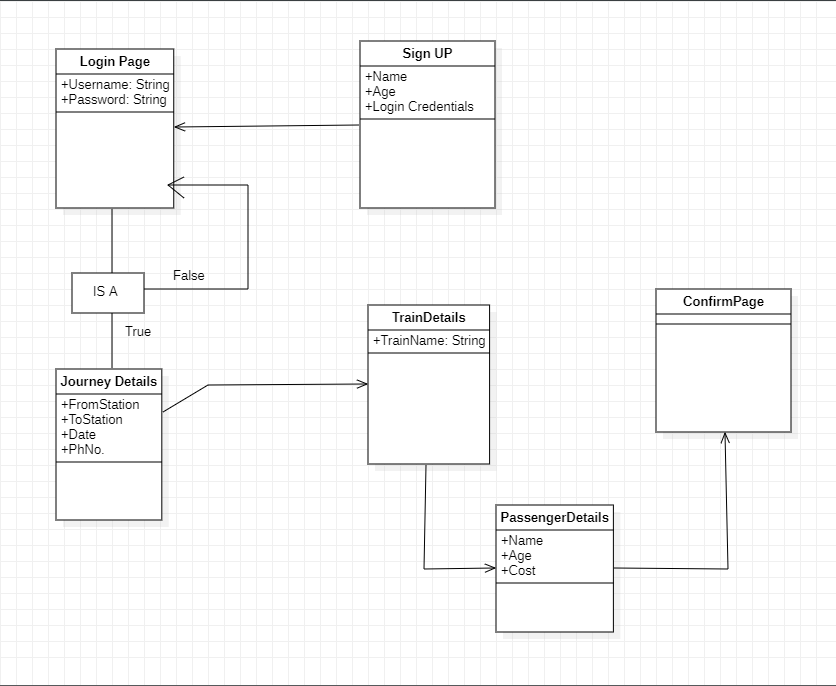 Login Page
+Username: String
+Password: String
Sign UP
+Name
+Age
+Login Credentials
False
IS A
True
Journey Details
+FromStation
+ToStation
+Date
+PhNo.
TrainDetails
+TrainName: String
ConfirmPage
PassengerDetails
+Name
+Age
+Cost